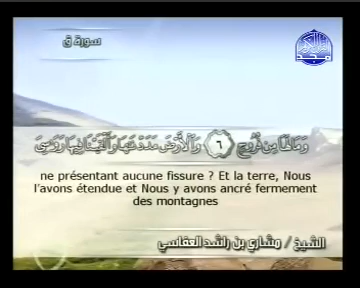 سورة ق
المجد
وَمَا لَهَا مِن فُرُوجٍ ٦ وَالْأَرْضَ مَدَدْنَاهَا وَأَلْقَيْنَا فِيهَا رَوَاسِيَ
ne présentant aucune fissure ? Et la terre, Nous
l'avons étendue et Nous y avons ancré fermement
des montagnes
الشيخ / مشاري بن راشد العفاسي